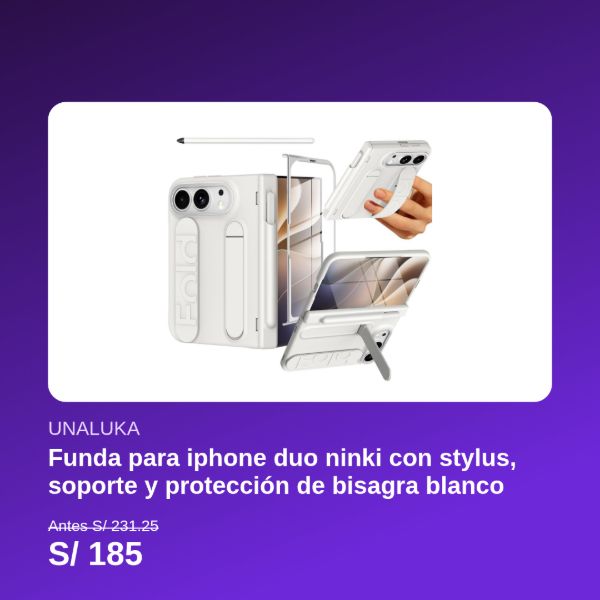 Fold
Fold
UNALUKA
Funda para iphone duo ninki con stylus,
soporte y protección de bisagra blanco
Antes S/ 231.25
S/ 185